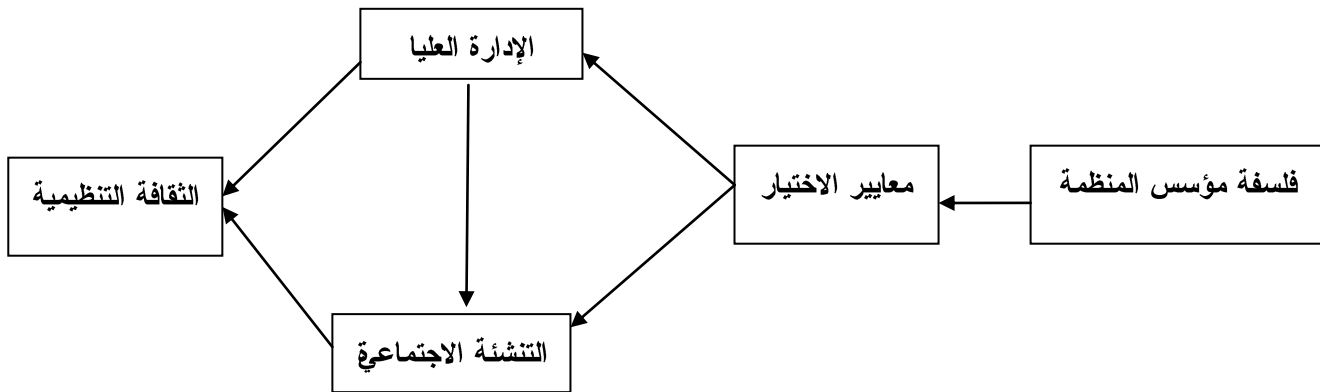 الإدارة العليا
فلسفة مؤسس المنظمة
معايير الاختيار
الثقافة التنظيمية
التنشئة الاجتماعية